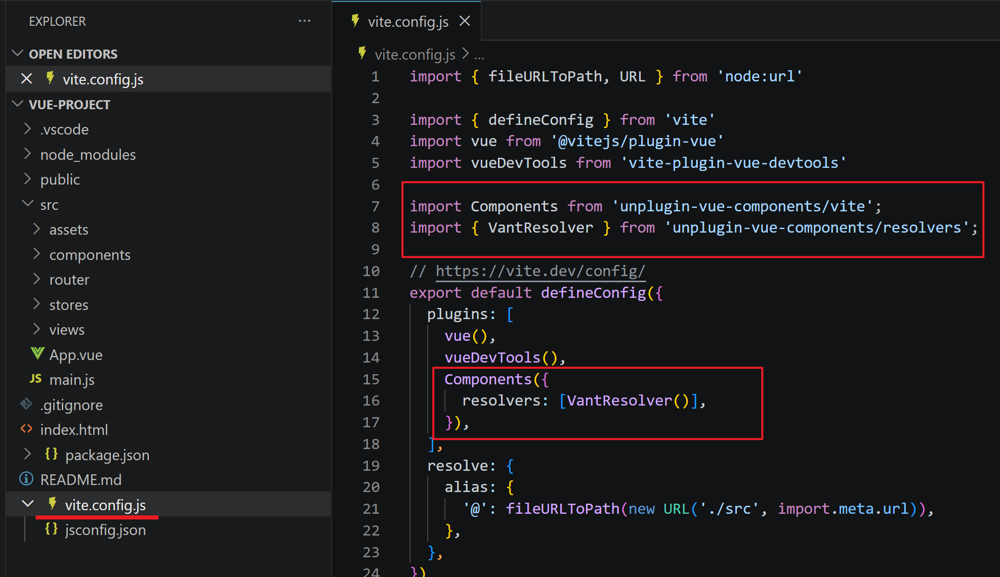 EXPLORER
...
OPEN EDITORS
vite.config.js
VUE-PROJECT
.vscode
node_modules
public
src
assets
components
router
stores
views
App.vue
JS main.js
.gitignore
<> index.html
{} package.json
README.md
vite.config.js
{} jsconfig.json
vite.config.js
vite.config.js > ...
1 import { fileURLToPath, URL } from 'node:url'
2
3 import { defineConfig } from 'vite'
4 import vue from '@vitejs/plugin-vue'
5 import vueDevTools from 'vite-plugin-vue-devtools'
6
7 import Components from 'unplugin-vue-components/vite';
8 import { VantResolver } from 'unplugin-vue-components/resolvers';
9
10 // https://vite.dev/config/
11 export default defineConfig({
12   plugins: [
13     vue(),
14     vueDevTools(),
15     Components({
16       resolvers: [VantResolver()],
17     }),
18   ],
19   resolve: {
20     alias: {
21       '@': fileURLToPath(new URL('./src', import.meta.url)),
22     },
23   },
24 })